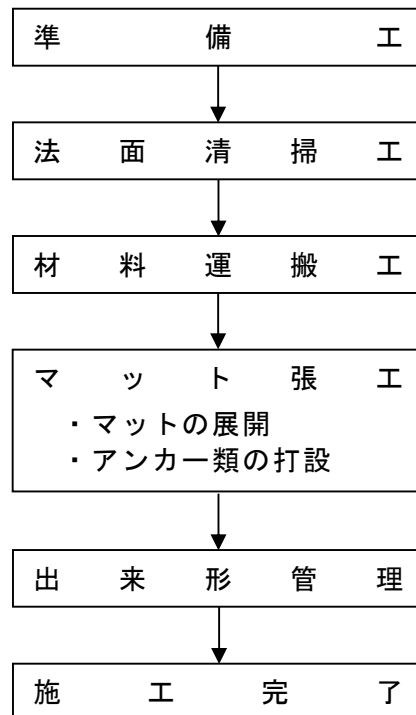 準備工
法面清掃工
材料運搬工
マット張工
・マットの展開
・アンカー類の打設
出来形管理
施工完了